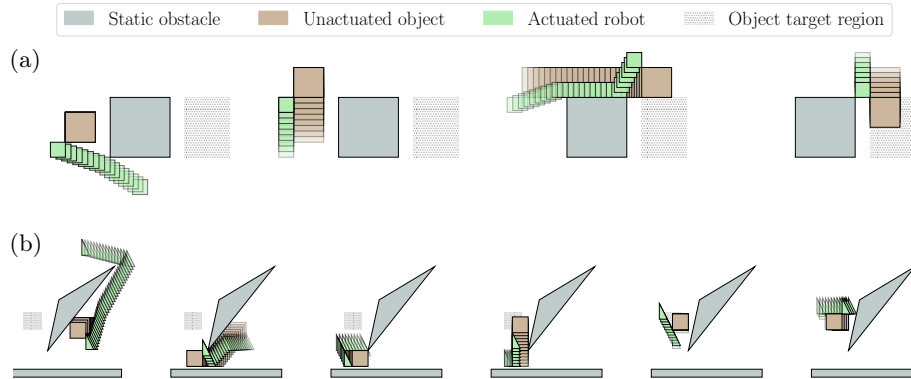 Static obstacle Unactuated object Actuated robot Object target region
(a)
(b)